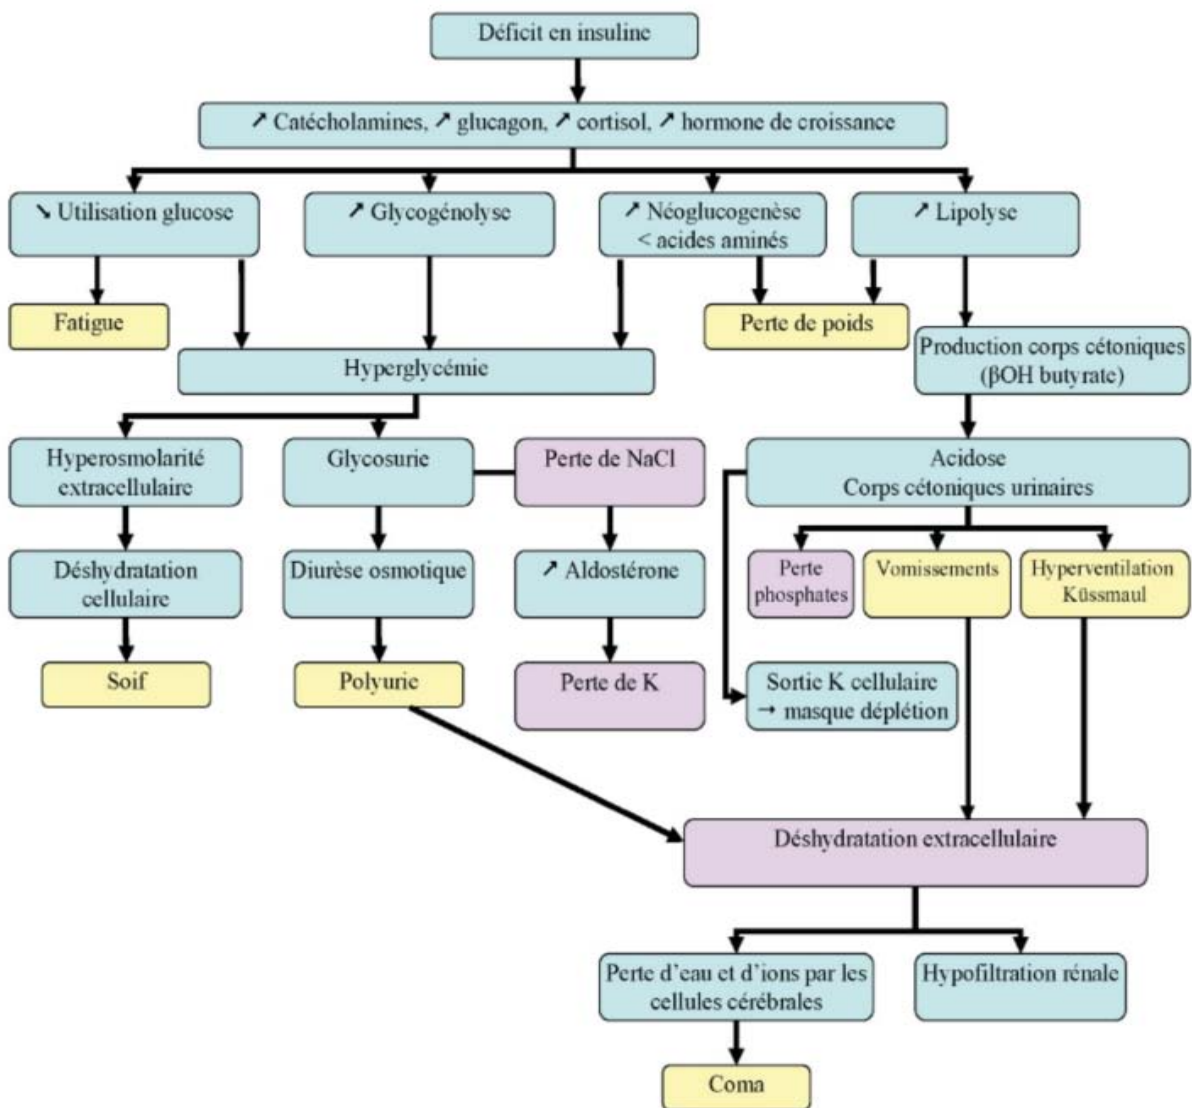 Déficit en insuline
↗ Catécholamines, ↗ glucagon, ↗ cortisol, ↗ hormone de croissance
↘ Utilisation glucose
↗ Glycogénolyse
↗ Néoglucogenèse
< acides aminés
↗ Lipolyse
Fatigue
Perte de poids
Hyperglycémie
Production corps cétoniques
(βOH butyrate)
Hyperosmolarité
extracellulaire
Glycosurie
Perte de NaCl
Acidose
Corps cétoniques urinaires
Déshydratation
cellulaire
Diurèse osmotique
↗ Aldostérone
Perte
phosphates
Vomissements
Hyperventilation
Küssmaul
Soif
Polyurie
Perte de K
Sortie K cellulaire
→ masque déplétion
Déshydratation extracellulaire
Perte d'eau et d'ions par les
cellules cérébrales
Hypofiltration rénale
Coma